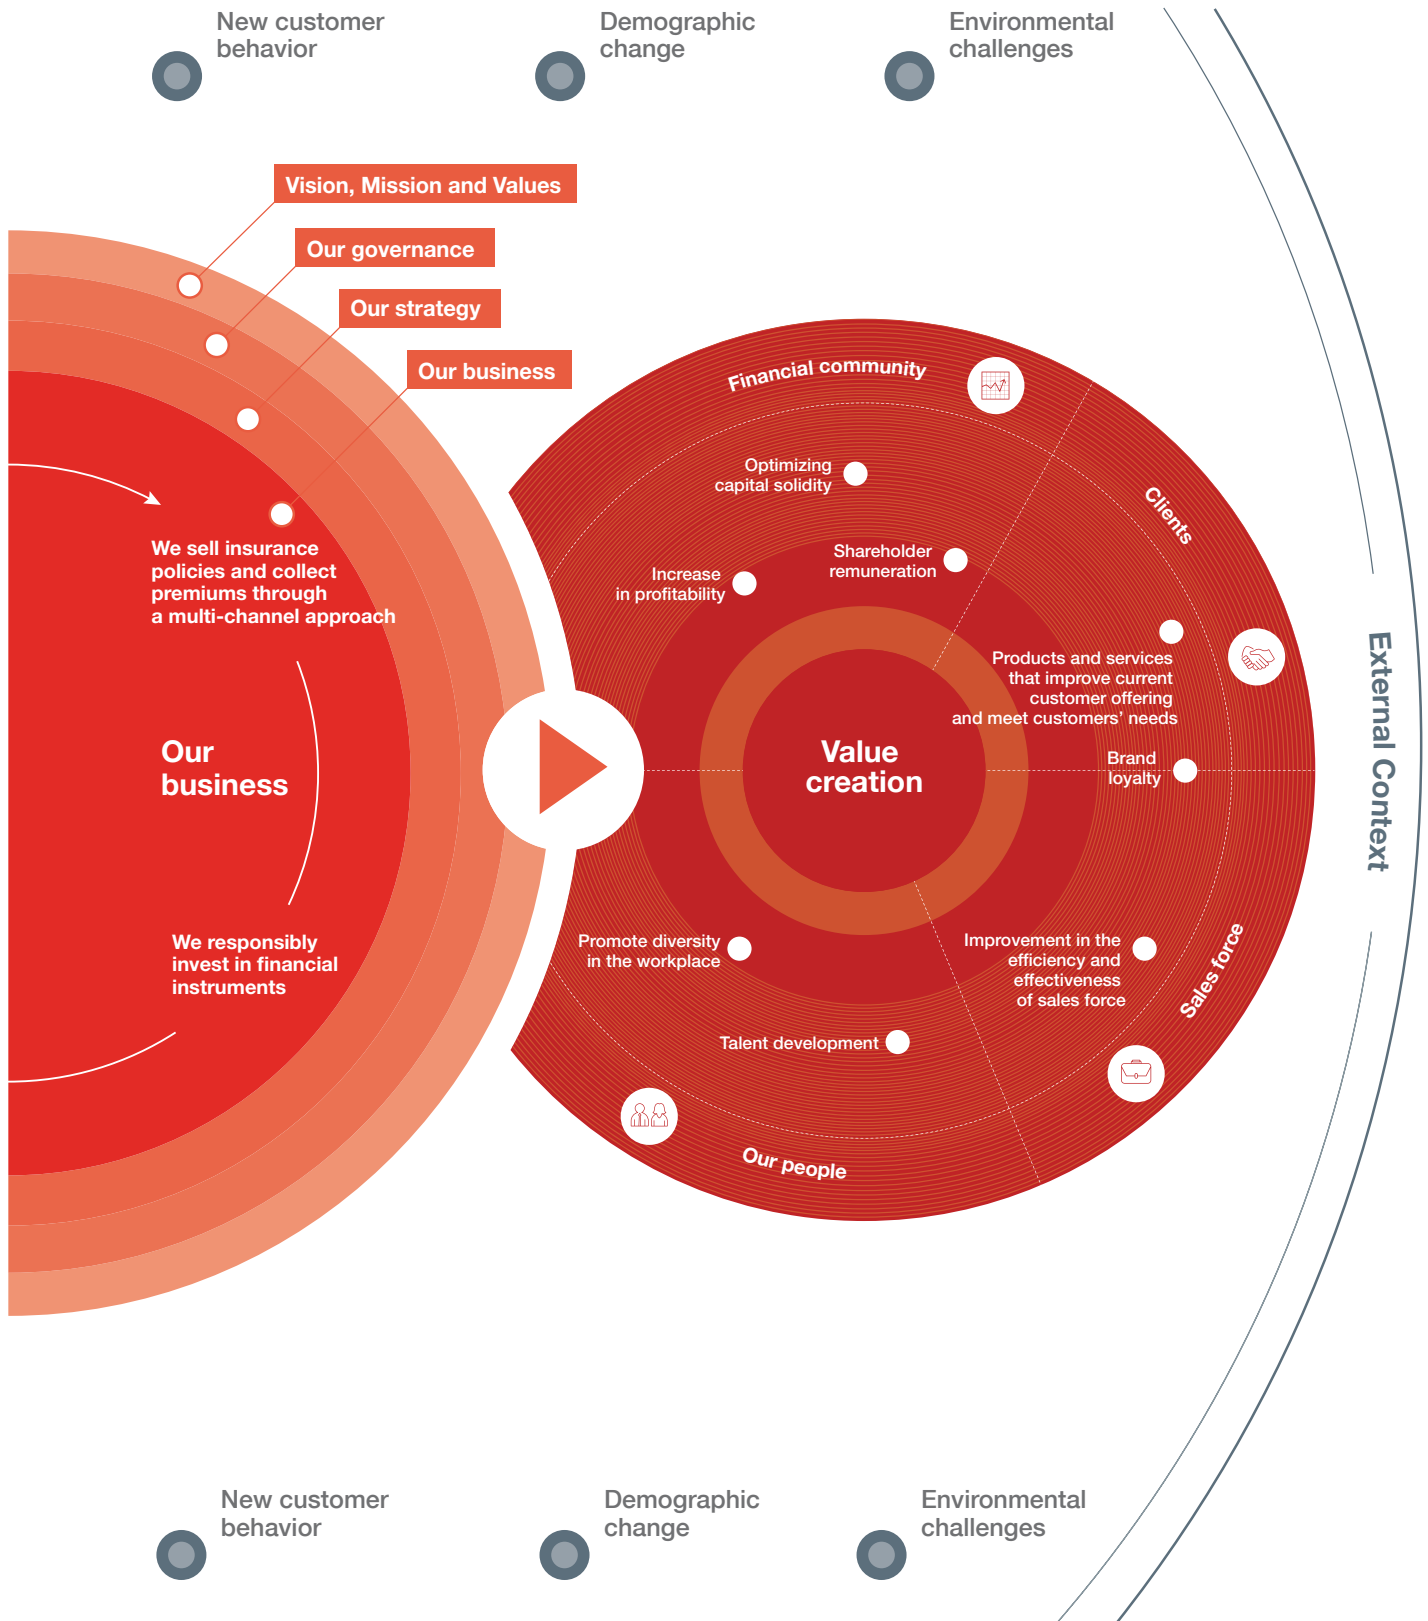 New customer
behavior
Demographic
change
Environmental
challenges
Vision, Mission and Values
Our governance
Our strategy
Our business
We sell insurance
policies and collect
premiums through
a multi-channel approach
Our
business
We responsibly
invest in financial
instruments
Financial community
Optimizing
capital solidity
Shareholder
remuneration
Increase
in profitability
Clients
Products and services
that improve current
customer offering
and meet customers’ needs
Brand
loyalty
Value
creation
Promote diversity
in the workplace
Talent development
Our people
Improvement in the
efficiency and
effectiveness
of sales force
Sales force
External Context
New customer
behavior
Demographic
change
Environmental
challenges